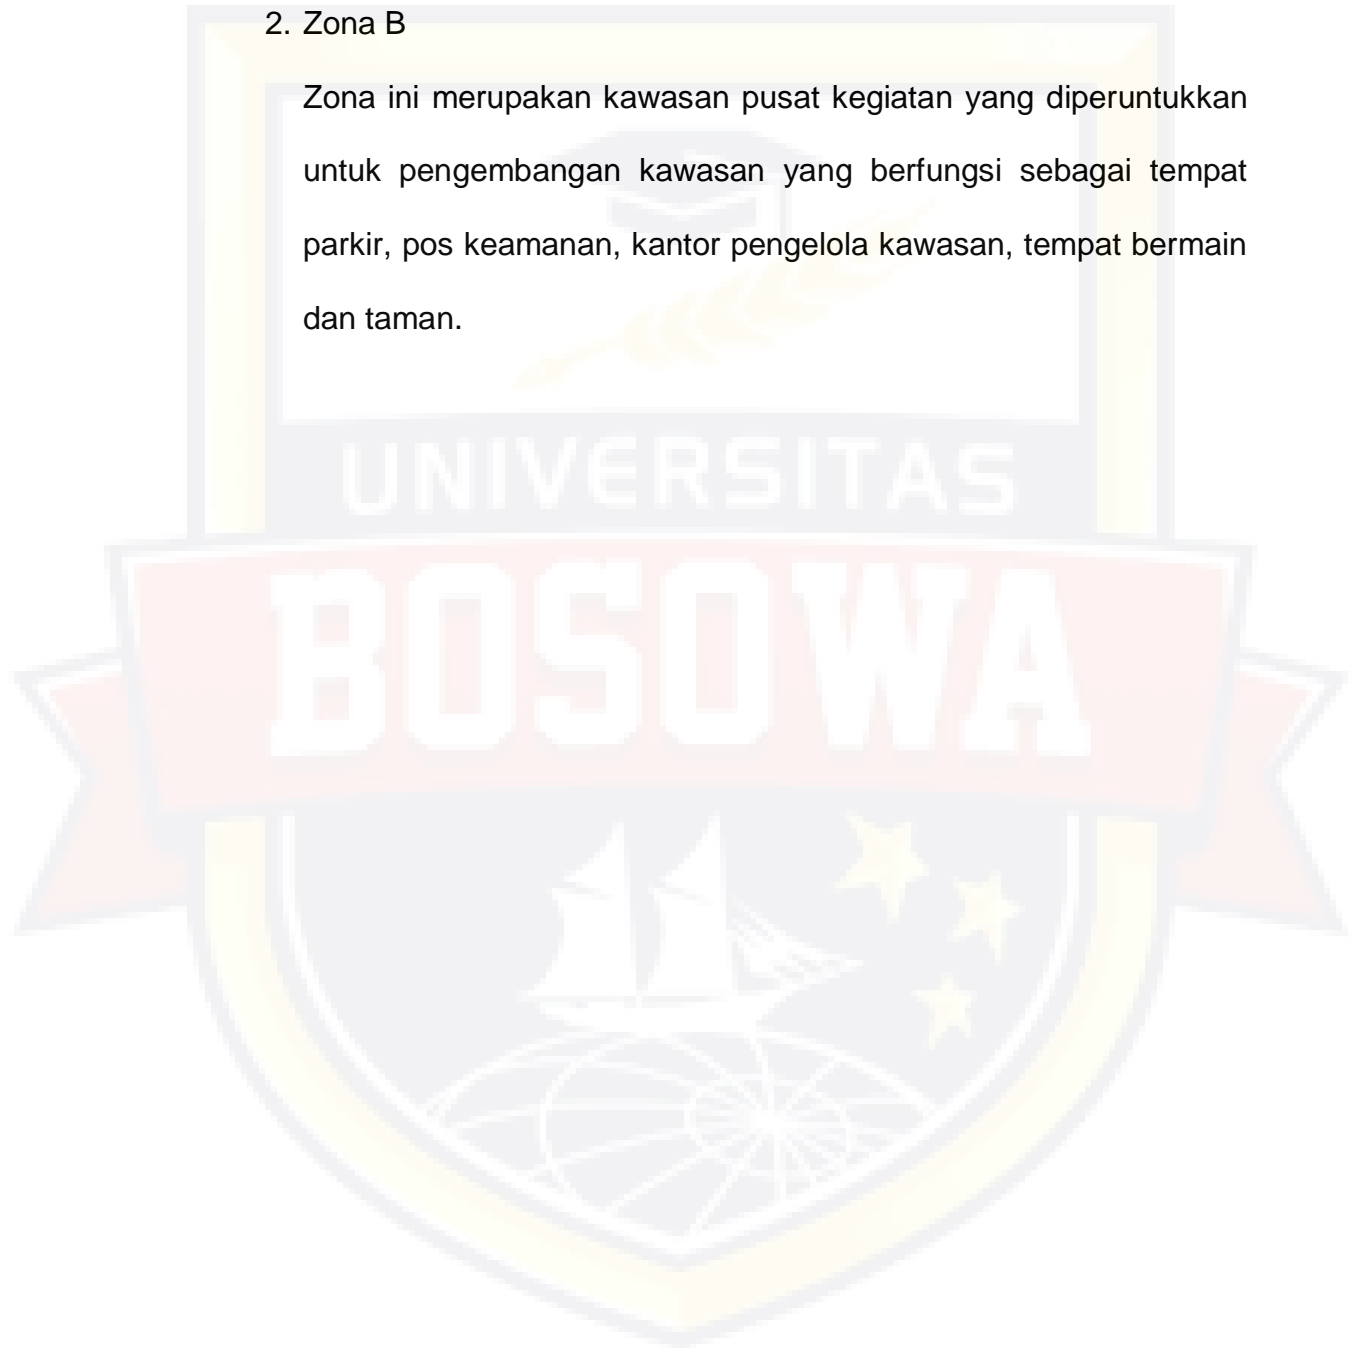 2. Zona B
Zona ini merupakan kawasan pusat kegiatan yang diperuntukkan
untuk pengembangan kawasan yang berfungsi sebagai tempat
parkir, pos keamanan, kantor pengelola kawasan, tempat bermain
dan taman.
UNIVERSITAS
BOSOWA